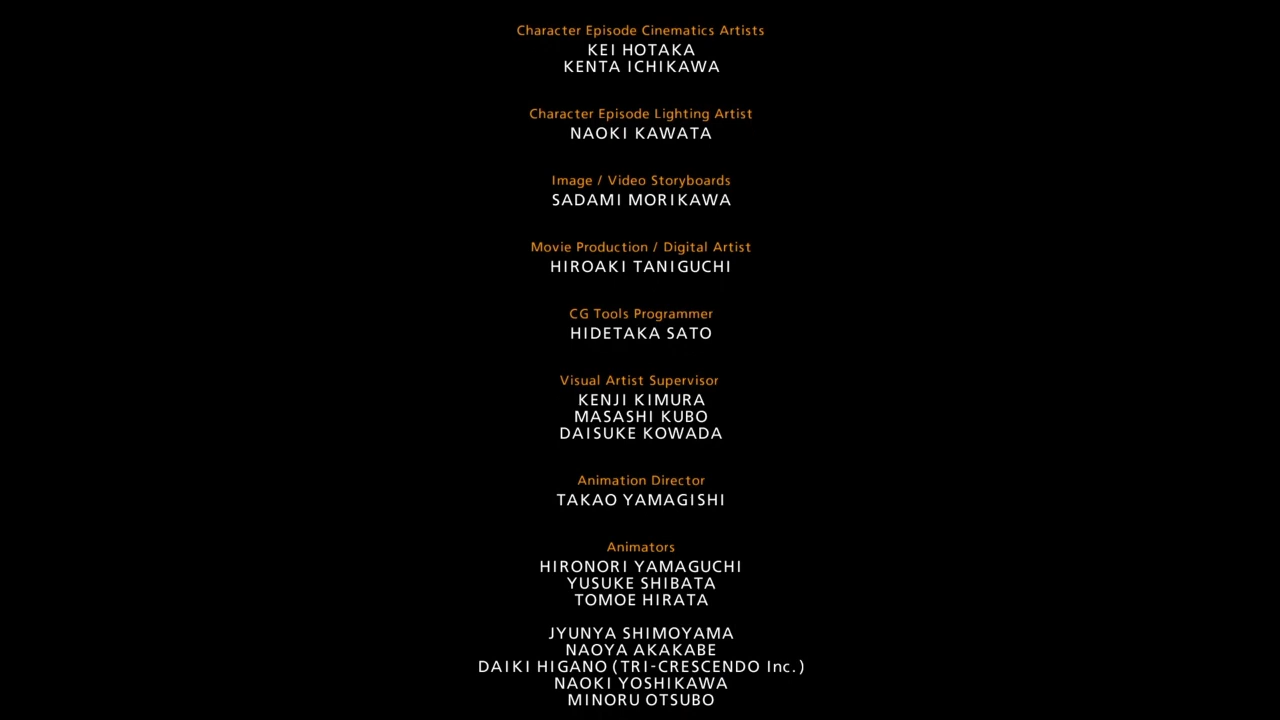 Character Episode Cinematics Artists
KEI HOTAKA
KENTA ICHIKAWA
Character Episode Lighting Artist
NAOKI KAWATA
Image / Video Storyboards
SADAMI MORIKAWA
Movie Production / Digital Artist
HIROAKI TANIGUCHI
CG Tools Programmer
HIDETAKA SATO
Visual Artist Supervisor
KENJI KIMURA
MASASHI KUBO
DAISUKE KOWADA
Animation Director
TAKAO YAMAGISHI
Animators
HIRONORI YAMAGUCHI
YUSUKE SHIBATA
TOMOE HIRATA
JYUNYA SHIMOYAMA
NAOYA AKAKABE
DAIKI HIGANO (TRI-CRESCENDO Inc.)
NAOKI YOSHIKAWA
MINORU OTSUBO